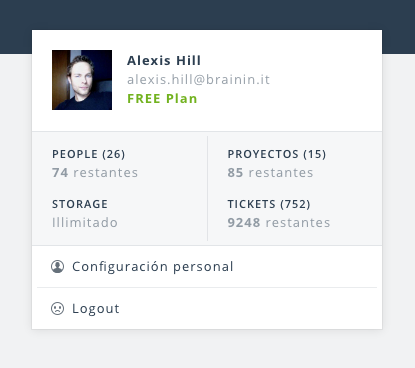 Alexis Hill
alexis.hill@brainin.it
FREE Plan
PEOPLE (26)
74 restantes
PROYECTOS (15)
85 restantes
STORAGE
Illimitado
TICKETS (752)
9248 restantes
Configuración personal
Logout